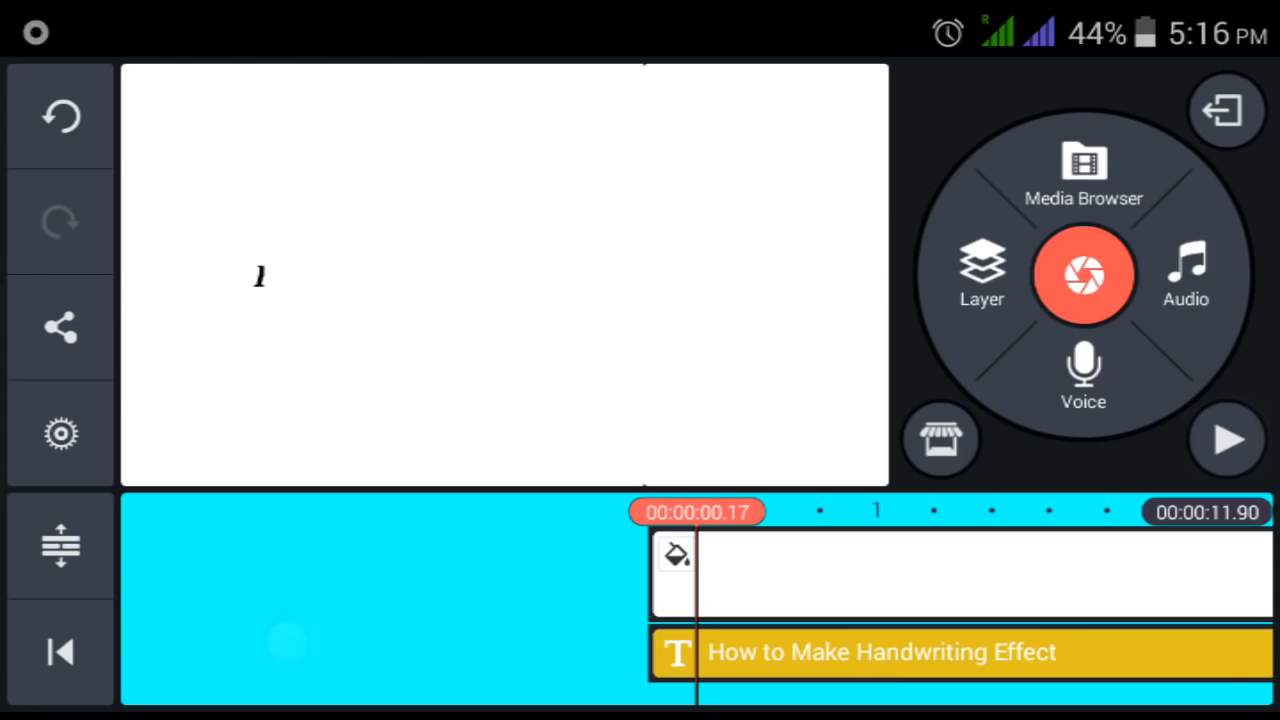 R 44% 5:16 PM
Media Browser
Layer
Audio
Voice
00:00:00.17
1
00:00:11.90
T How to Make Handwriting Effect